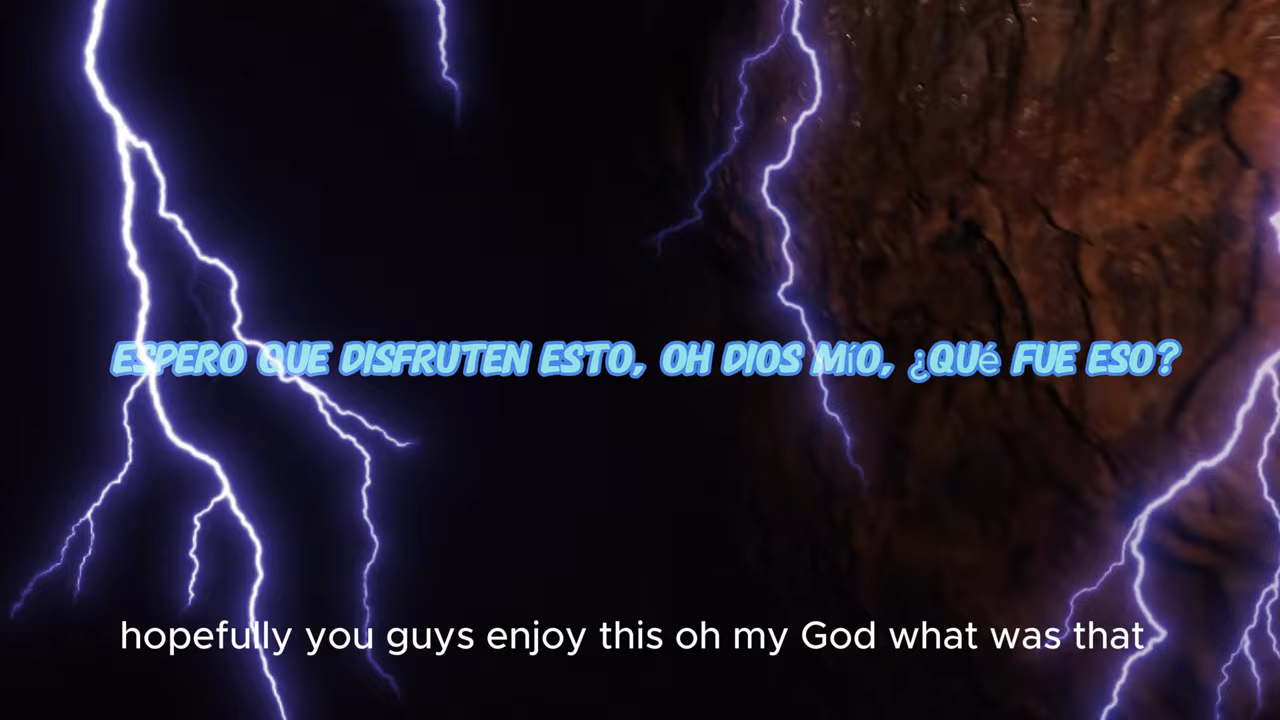 ESPERO QUE DISFRUTEN ESTO, OH DIOS MíO, ¿QUé FUE ESO?
hopefully you guys enjoy this oh my God what was that